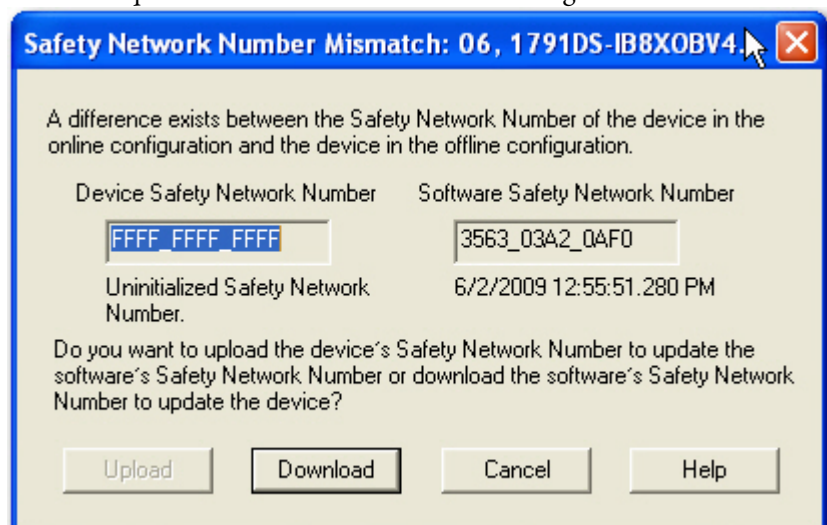 Safety Network Number Mismatch: 06, 1791DS-IB8XOBV4.
A difference exists between the Safety Network Number of the device in the
online configuration and the device in the offline configuration.
Device Safety Network Number Software Safety Network Number
FFFF_FFFF_FFFF 3563_03A2_0AF0
Uninitialized Safety Network 6/2/2009 12:55:51.280 PM
Number.
Do you want to upload the device's Safety Network Number to update the
software's Safety Network Number or download the software's Safety Network
Number to update the device?
Upload Download Cancel Help